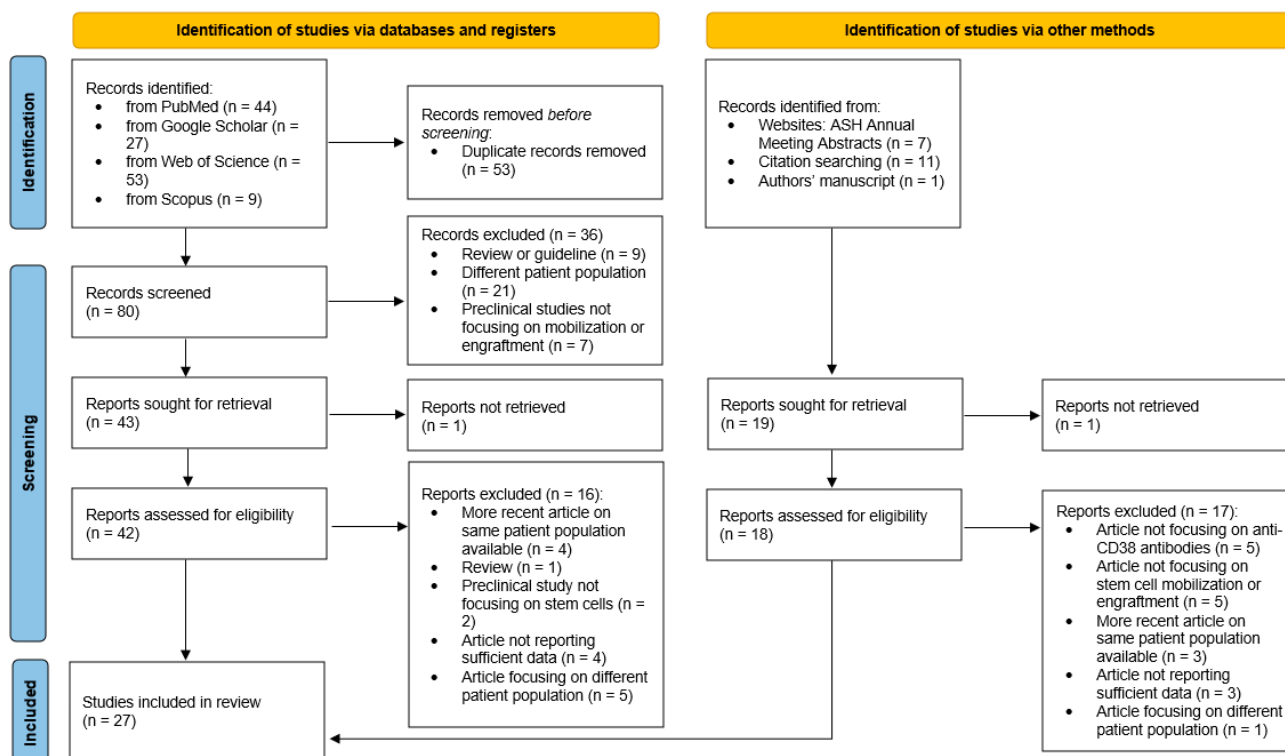 Identification of studies via databases and registers
Identification of studies via other methods
Identification
Records identified:
• from PubMed (n = 44)
• from Google Scholar (n =
27)
• from Web of Science (n =
53)
• from Scopus (n = 9)
Records removed before
screening:
• Duplicate records removed
(n = 53)
Records identified from:
• Websites: ASH Annual
Meeting Abstracts (n = 7)
• Citation searching (n = 11)
• Authors' manuscript (n = 1)
Screening
Records screened
(n = 80)
Records excluded (n = 36)
• Review or guideline (n = 9)
• Different patient population
(n = 21)
• Preclinical studies not
focusing on mobilization or
engraftment (n = 7)
Reports sought for retrieval
(n = 43)
Reports not retrieved
(n = 1)
Reports sought for retrieval
(n = 19)
Reports not retrieved
(n = 1)
Reports assessed for eligibility
(n = 42)
Reports excluded (n = 16):
• More recent article on
same patient population
available (n = 4)
• Review (n = 1)
• Preclinical study not
focusing on stem cells (n =
2)
• Article not reporting
sufficient data (n = 4)
• Article focusing on different
patient population (n = 5)
Reports assessed for eligibility
(n = 18)
Reports excluded (n = 17):
• Article not focusing on anti-
CD38 antibodies (n = 5)
• Article not focusing on
stem cell mobilization or
engraftment (n = 5)
• More recent article on
same patient population
available (n = 3)
• Article not reporting
sufficient data (n = 3)
• Article focusing on different
patient population (n = 1)
Included
Studies included in review
(n = 27)